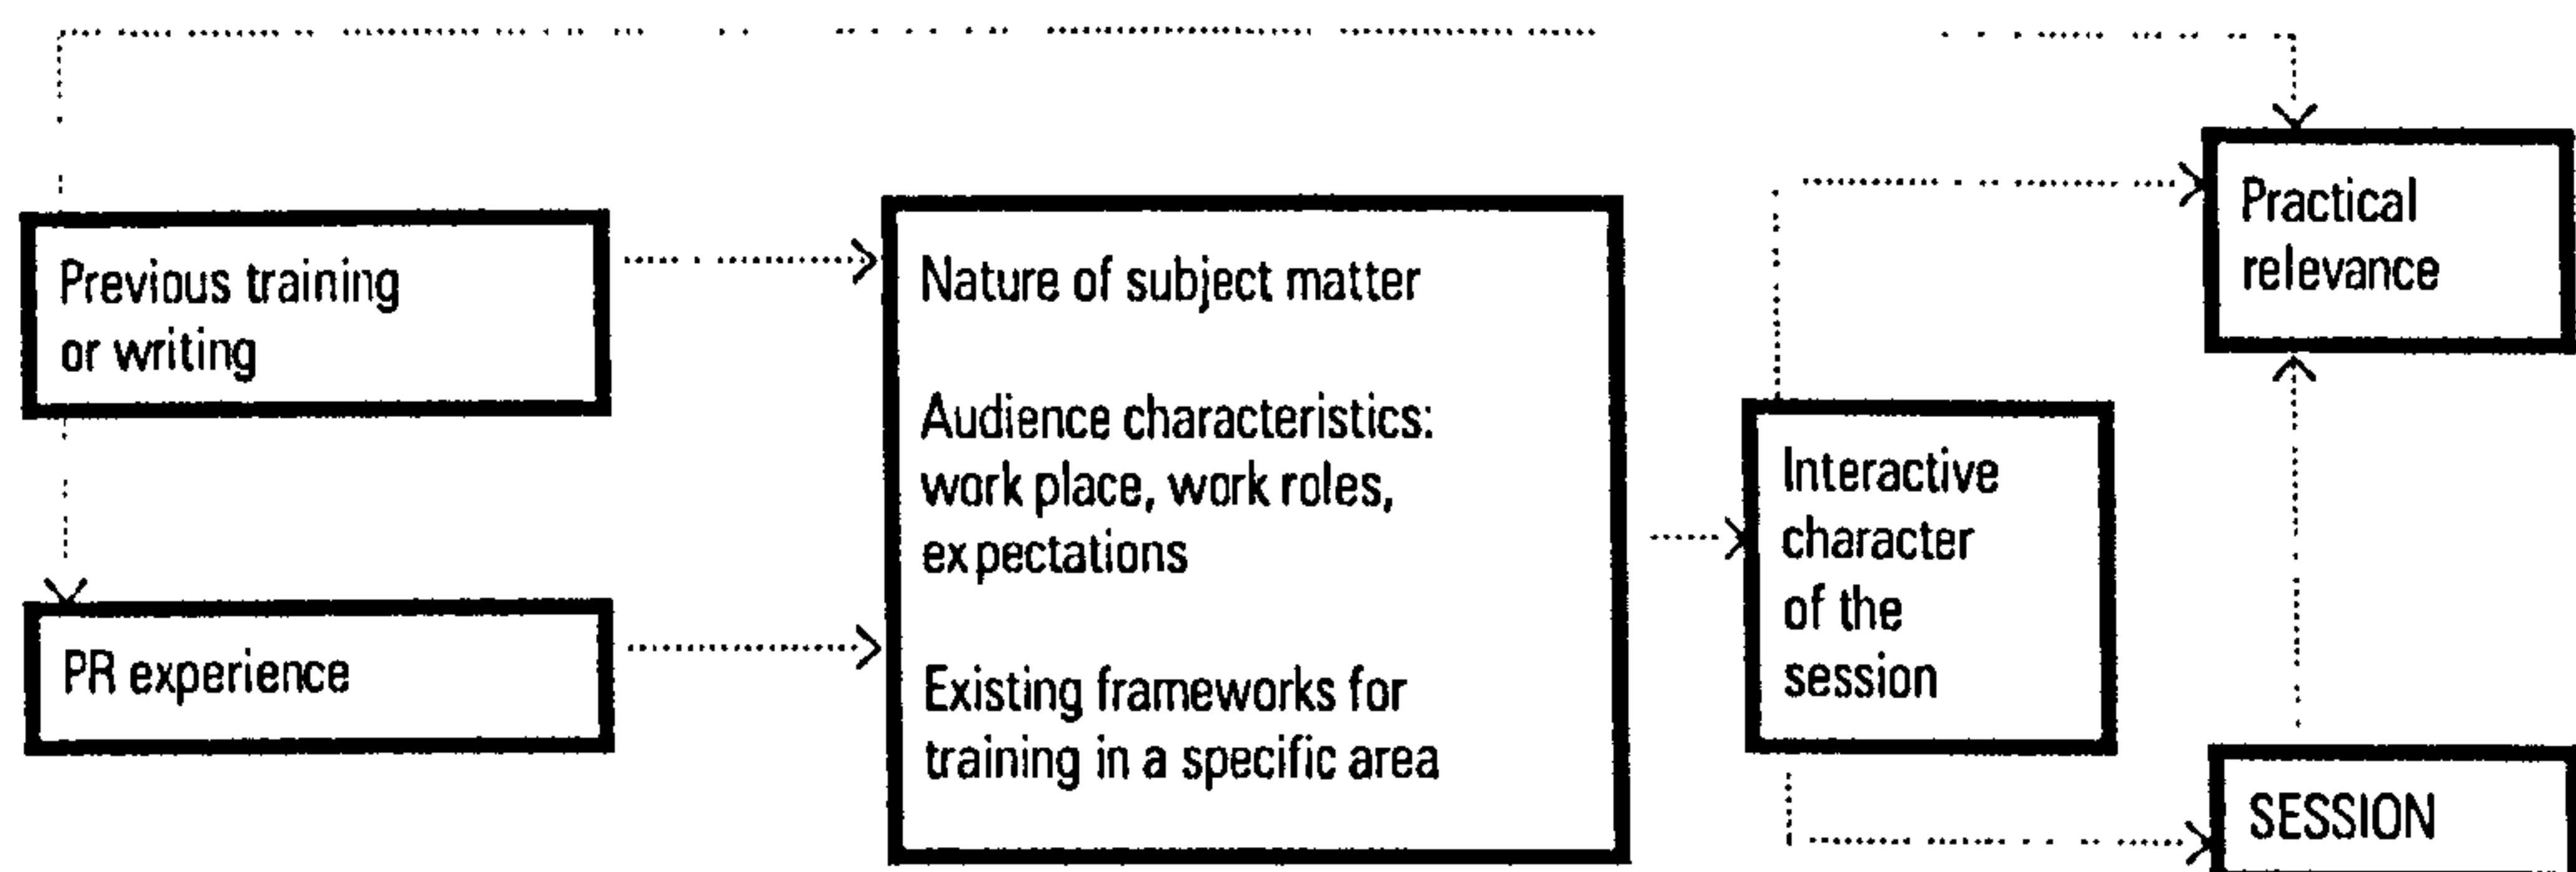 Previous training
or writing
PR experience
Nature of subject matter
Audience characteristics:
work place, work roles,
expectations
Existing frameworks for
training in a specific area
Interactive
character
of the
session
Practical
relevance
SESSION